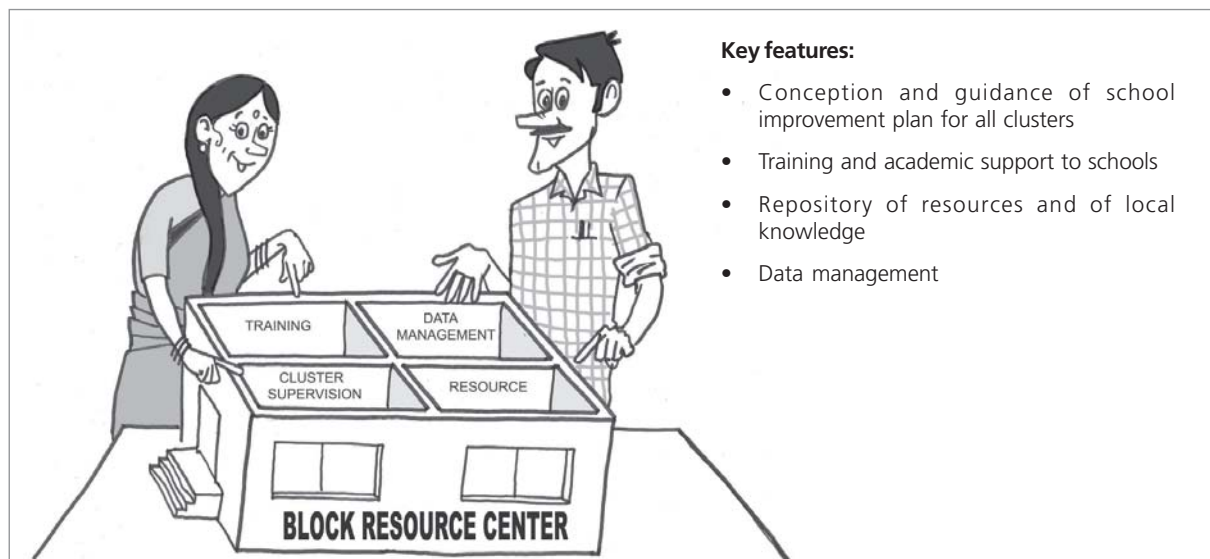 Key features:
• Conception and guidance of school
improvement plan for all clusters
• Training and academic support to schools
• Repository of resources and of local
knowledge
• Data management
TRAINING
DATA
MANAGEMENT
CLUSTER
SUPERVISION
RESOURCE
BLOCK RESOURCE CENTER